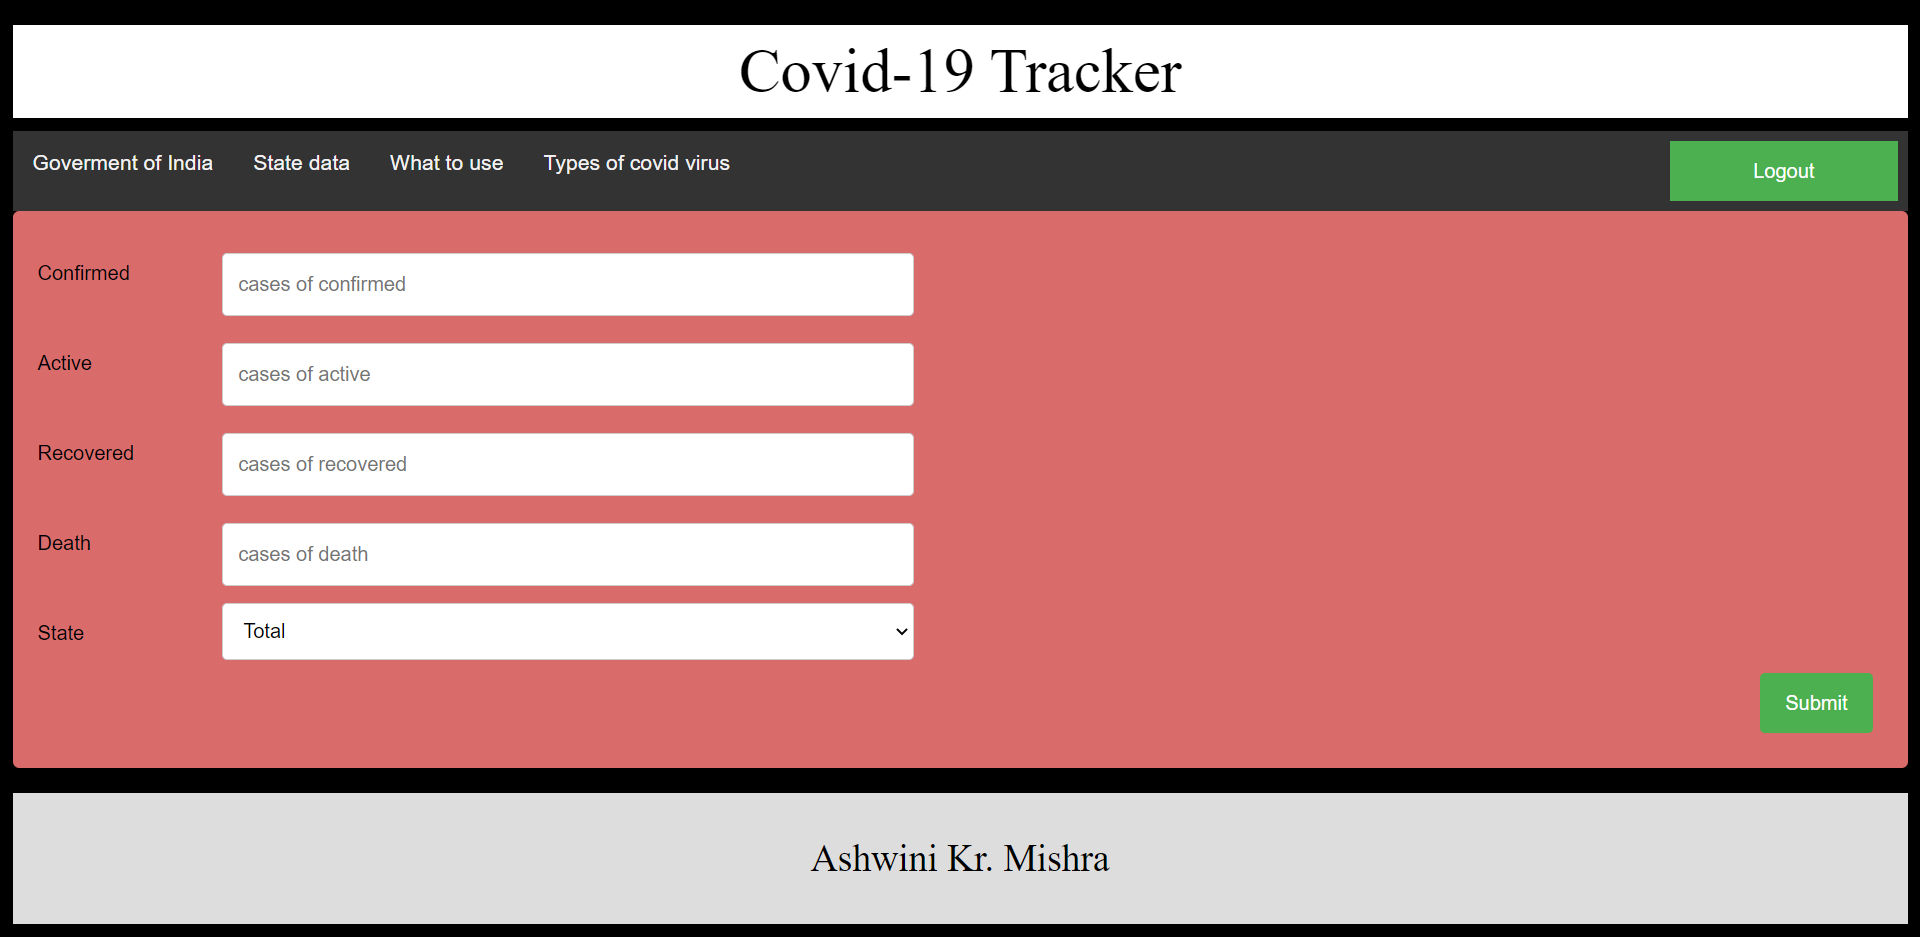 Covid-19 Tracker
Goverment of India State data What to use Types of covid virus Logout
Confirmed cases of confirmed
Active cases of active
Recovered cases of recovered
Death cases of death
State Total
Submit
Ashwini Kr. Mishra